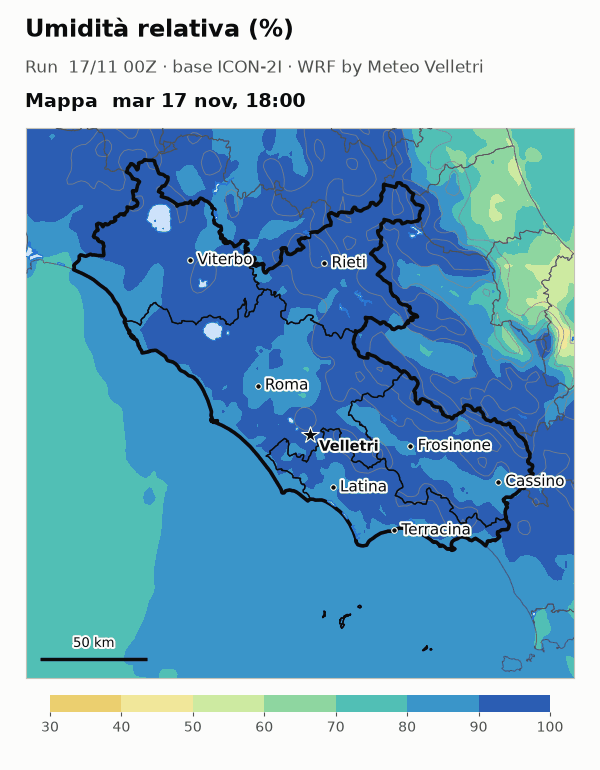 Umidità relativa (%)
Run  17/11 00Z · base ICON-2I · WRF by Meteo Velletri
Mappa  mar 17 nov, 18:00
Viterbo
Rieti
Roma
Velletri
Frosinone
Latina
Cassino
Terracina
50 km
30 40 50 60 70 80 90 100